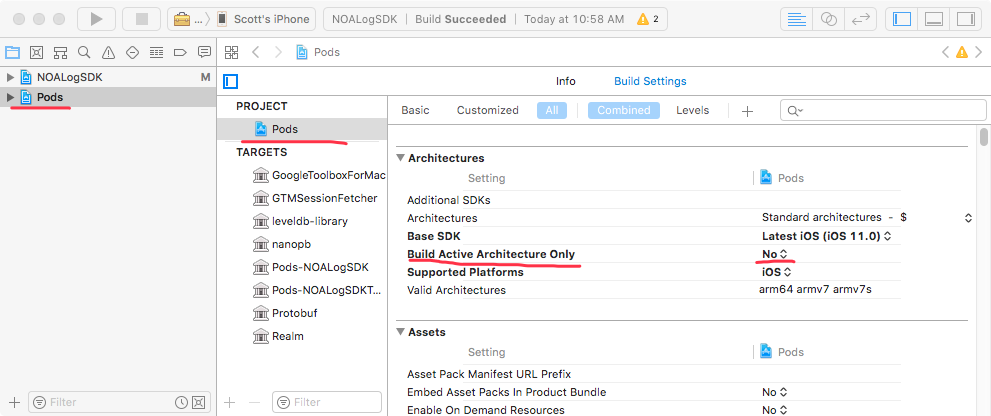 Scott's iPhone
NOALogSDK | Build Succeeded | Today at 10:58 AM 2
Pods
Info Build Settings
NOALogSDK M
Pods
PROJECT
Pods
TARGETS
GoogleToolboxForMac
GTMSessionFetcher
leveldb-library
nanopb
Pods-NOALogSDK
Pods-NOALogSDKT...
Protobuf
Realm
Basic Customized All Combined Levels +
Architectures
Setting Pods
Additional SDKs
Architectures Standard architectures - $
Base SDK Latest iOS (iOS 11.0)
Build Active Architecture Only No
Supported Platforms iOS
Valid Architectures arm64 armv7 armv7s
Assets
Setting Pods
Asset Pack Manifest URL Prefix
Embed Asset Packs In Product Bundle No
Enable On Demand Resources No
+ Filter
+ − Filter